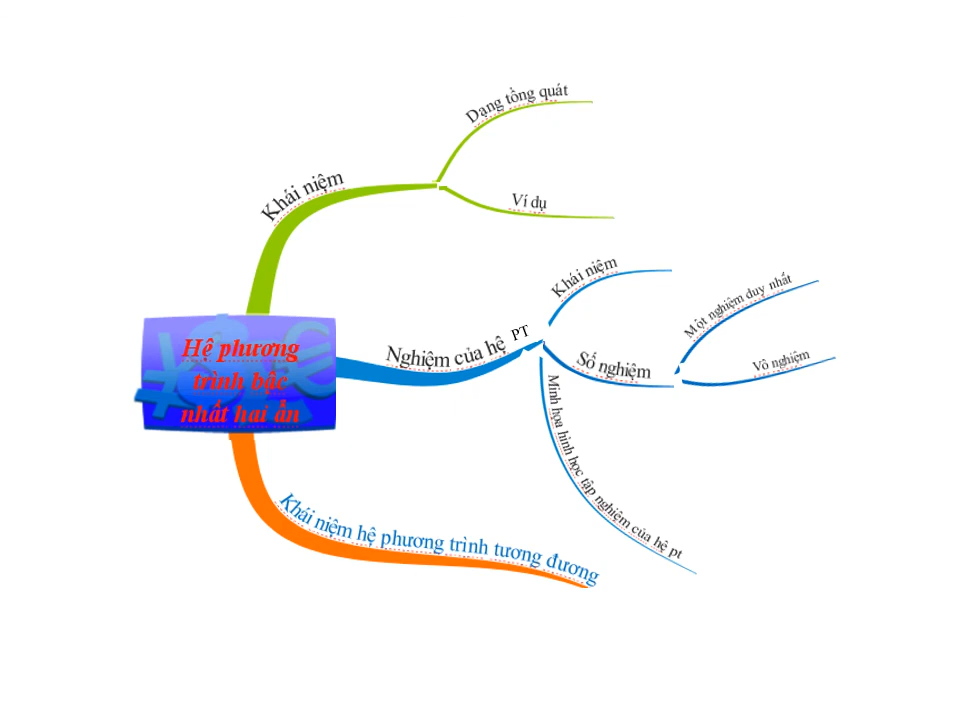 Dạng tổng quát
Khái niệm
Ví dụ
Khái niệm
Một nghiệm duy nhất
Hệ phương
trình bậc
nhất hai ẩn
Nghiệm của hệ PT
Số nghiệm
Vô nghiệm
Minh họa hình học tập nghiệm của hệ pt
Khái niệm hệ phương trình tương đương